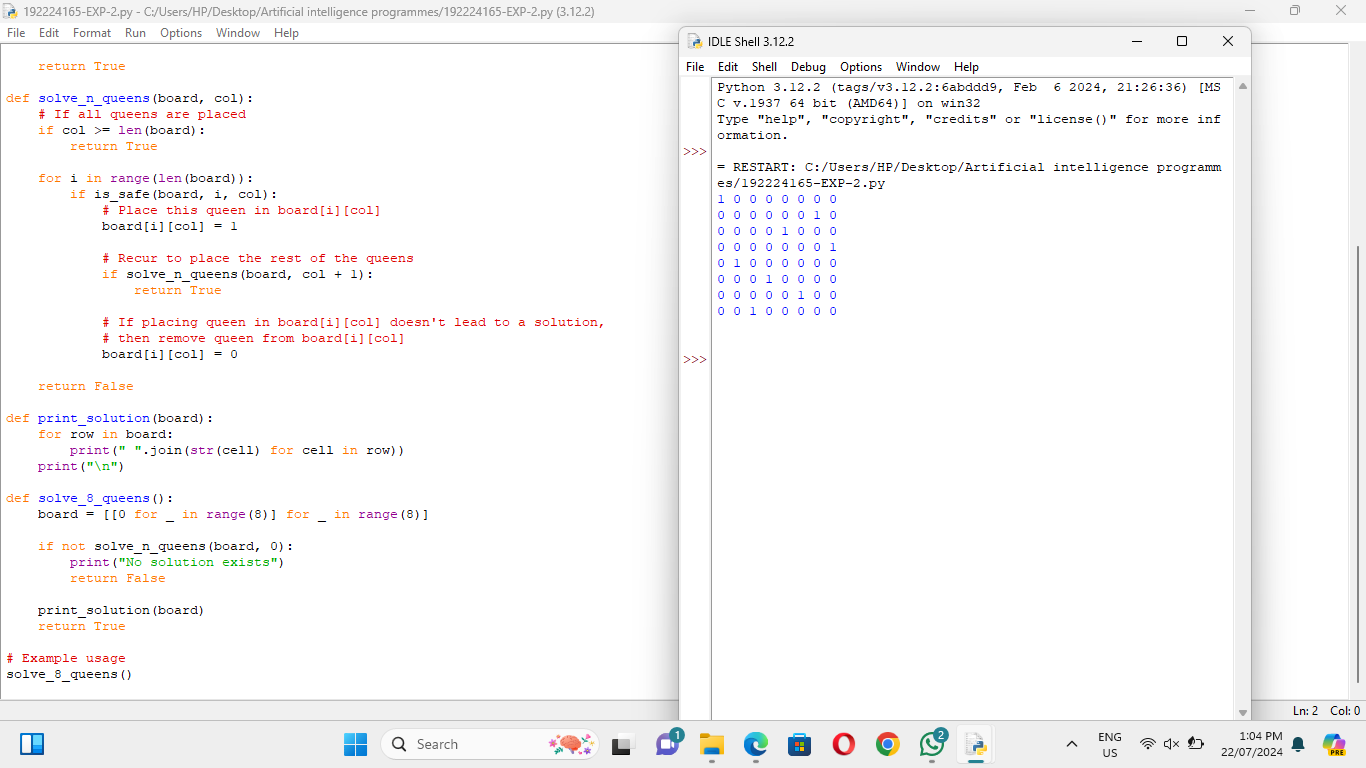 192224165-EXP-2.py - C:/Users/HP/Desktop/Artificial intelligence programmes/192224165-EXP-2.py (3.12.2)
File Edit Format Run Options Window Help
    return True
def solve_n_queens(board, col):
    # If all queens are placed
    if col >= len(board):
        return True
    for i in range(len(board)):
        if is_safe(board, i, col):
            # Place this queen in board[i][col]
            board[i][col] = 1
            # Recur to place the rest of the queens
            if solve_n_queens(board, col + 1):
                return True
            # If placing queen in board[i][col] doesn't lead to a solution,
            # then remove queen from board[i][col]
            board[i][col] = 0
    return False
def print_solution(board):
    for row in board:
        print(" ".join(str(cell) for cell in row))
    print("\n")
def solve_8_queens():
    board = [[0 for _ in range(8)] for _ in range(8)]
    if not solve_n_queens(board, 0):
        print("No solution exists")
        return False
    print_solution(board)
    return True
# Example usage
solve_8_queens()
Ln: 2 Col: 0
IDLE Shell 3.12.2
File Edit Shell Debug Options Window Help
Python 3.12.2 (tags/v3.12.2:6abddd9, Feb  6 2024, 21:26:36) [MS
C v.1937 64 bit (AMD64)] on win32
Type "help", "copyright", "credits" or "license()" for more inf
ormation.
>>>
= RESTART: C:/Users/HP/Desktop/Artificial intelligence programm
es/192224165-EXP-2.py
1 0 0 0 0 0 0 0
0 0 0 0 0 0 1 0
0 0 0 0 1 0 0 0
0 0 0 0 0 0 0 1
0 1 0 0 0 0 0 0
0 0 0 1 0 0 0 0
0 0 0 0 0 1 0 0
0 0 1 0 0 0 0 0
>>>
Search
1
2
ENG
US
1:04 PM
22/07/2024
PRE